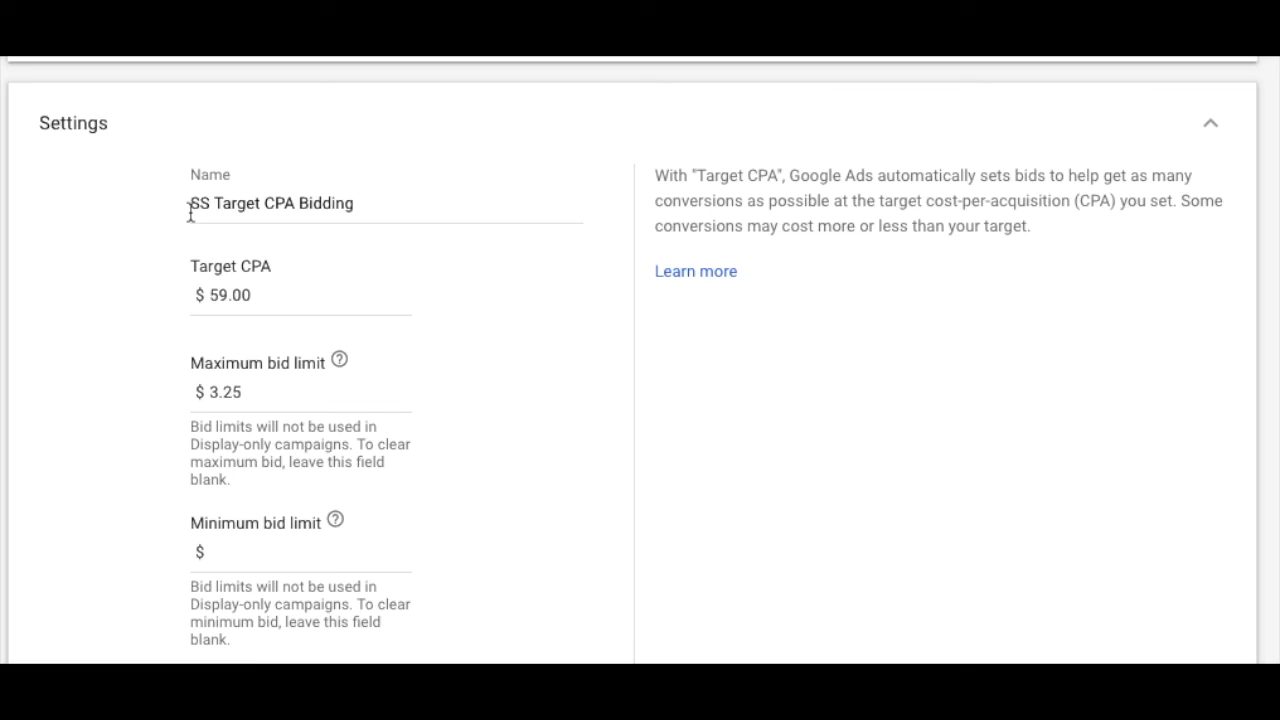 Settings
Name
SS Target CPA Bidding
Target CPA
$ 59.00
Maximum bid limit
$ 3.25
Bid limits will not be used in
Display-only campaigns. To clear
maximum bid, leave this field
blank.
Minimum bid limit
$
Bid limits will not be used in
Display-only campaigns. To clear
minimum bid, leave this field
blank.
With "Target CPA", Google Ads automatically sets bids to help get as many
conversions as possible at the target cost-per-acquisition (CPA) you set. Some
conversions may cost more or less than your target.
Learn more